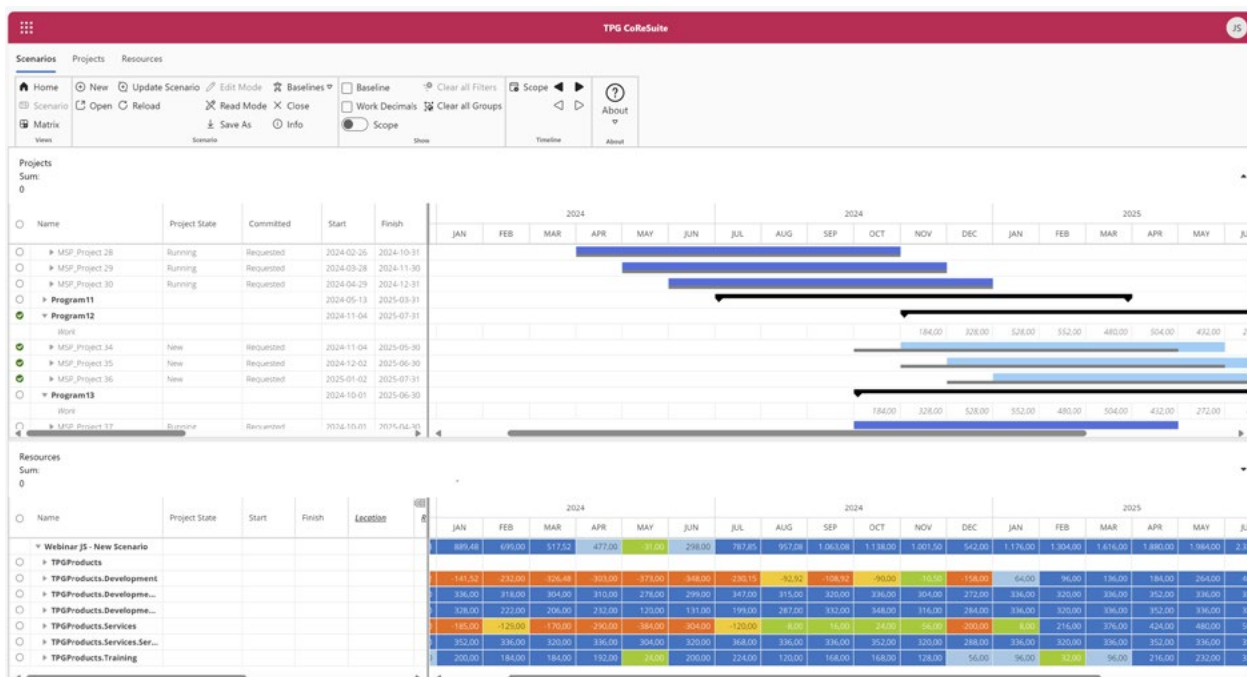 TPG CoReSuite
JS
Scenarios Projects Resources
Home New Update Scenario Edit Mode Baselines Baseline Clear all Filters Scope
Scenario Open Reload Read Mode Close Work Decimals Clear all Groups About
Matrix Save As Info Scope
Views Scenario Show Timeline About
Projects
Sum:
0
2024 2024 2025
Name Project State Committed Start Finish JAN FEB MAR APR MAY JUN JUL AUG SEP OCT NOV DEC JAN FEB MAR APR MAY
MSP_Project 28 Running Requested 2024-02-26 2024-10-31
MSP_Project 29 Running Requested 2024-03-28 2024-11-30
MSP_Project 30 Running Requested 2024-04-29 2024-12-31
Program11 2024-05-13 2025-03-31
Program12 2024-11-04 2025-07-31
Work 184,00 328,00 528,00 552,00 480,00 504,00 432,00
MSP_Project 34 New Requested 2024-11-04 2025-05-30
MSP_Project 35 New Requested 2024-12-02 2025-06-30
MSP_Project 36 New Requested 2025-01-02 2025-07-31
Program13 2024-10-01 2025-06-30
Work 184,00 328,00 528,00 552,00 480,00 504,00 432,00 272,00
MSP_Project 37 Running Requested 2024-10-01 2025-04-30
Resources
Sum:
0
2024 2024 2025
Name Project State Start Finish Location R JAN FEB MAR APR MAY JUN JUL AUG SEP OCT NOV DEC JAN FEB MAR APR MAY
Webinar JS - New Scenario 889,48 695,00 517,52 477,00 -31,00 298,00 787,85 957,08 1.063,08 1.138,00 1.001,50 542,00 1.176,00 1.304,00 1.616,00 1.880,00 1.984,00
TPGProducts
TPGProducts.Development -141,52 -232,00 -326,48 -303,00 -373,00 -348,00 -230,15 -92,92 -108,92 -90,00 -10,50 -158,00 64,00 96,00 136,00 184,00 264,00
TPGProducts.Developme... 336,00 318,00 304,00 310,00 278,00 299,00 347,00 315,00 320,00 336,00 304,00 272,00 336,00 320,00 336,00 352,00 336,00
TPGProducts.Developme... 328,00 222,00 206,00 232,00 120,00 131,00 199,00 287,00 332,00 348,00 316,00 284,00 336,00 320,00 336,00 352,00 336,00
TPGProducts.Services -185,00 -125,00 -170,00 -290,00 -384,00 -304,00 -120,00 -8,00 16,00 24,00 -56,00 -200,00 8,00 216,00 376,00 424,00 480,00
TPGProducts.Services.Ser... 352,00 336,00 320,00 336,00 304,00 320,00 368,00 336,00 336,00 352,00 320,00 288,00 336,00 320,00 336,00 352,00 336,00
TPGProducts.Training 200,00 184,00 184,00 192,00 24,00 200,00 224,00 120,00 168,00 168,00 128,00 56,00 96,00 32,00 96,00 216,00 232,00